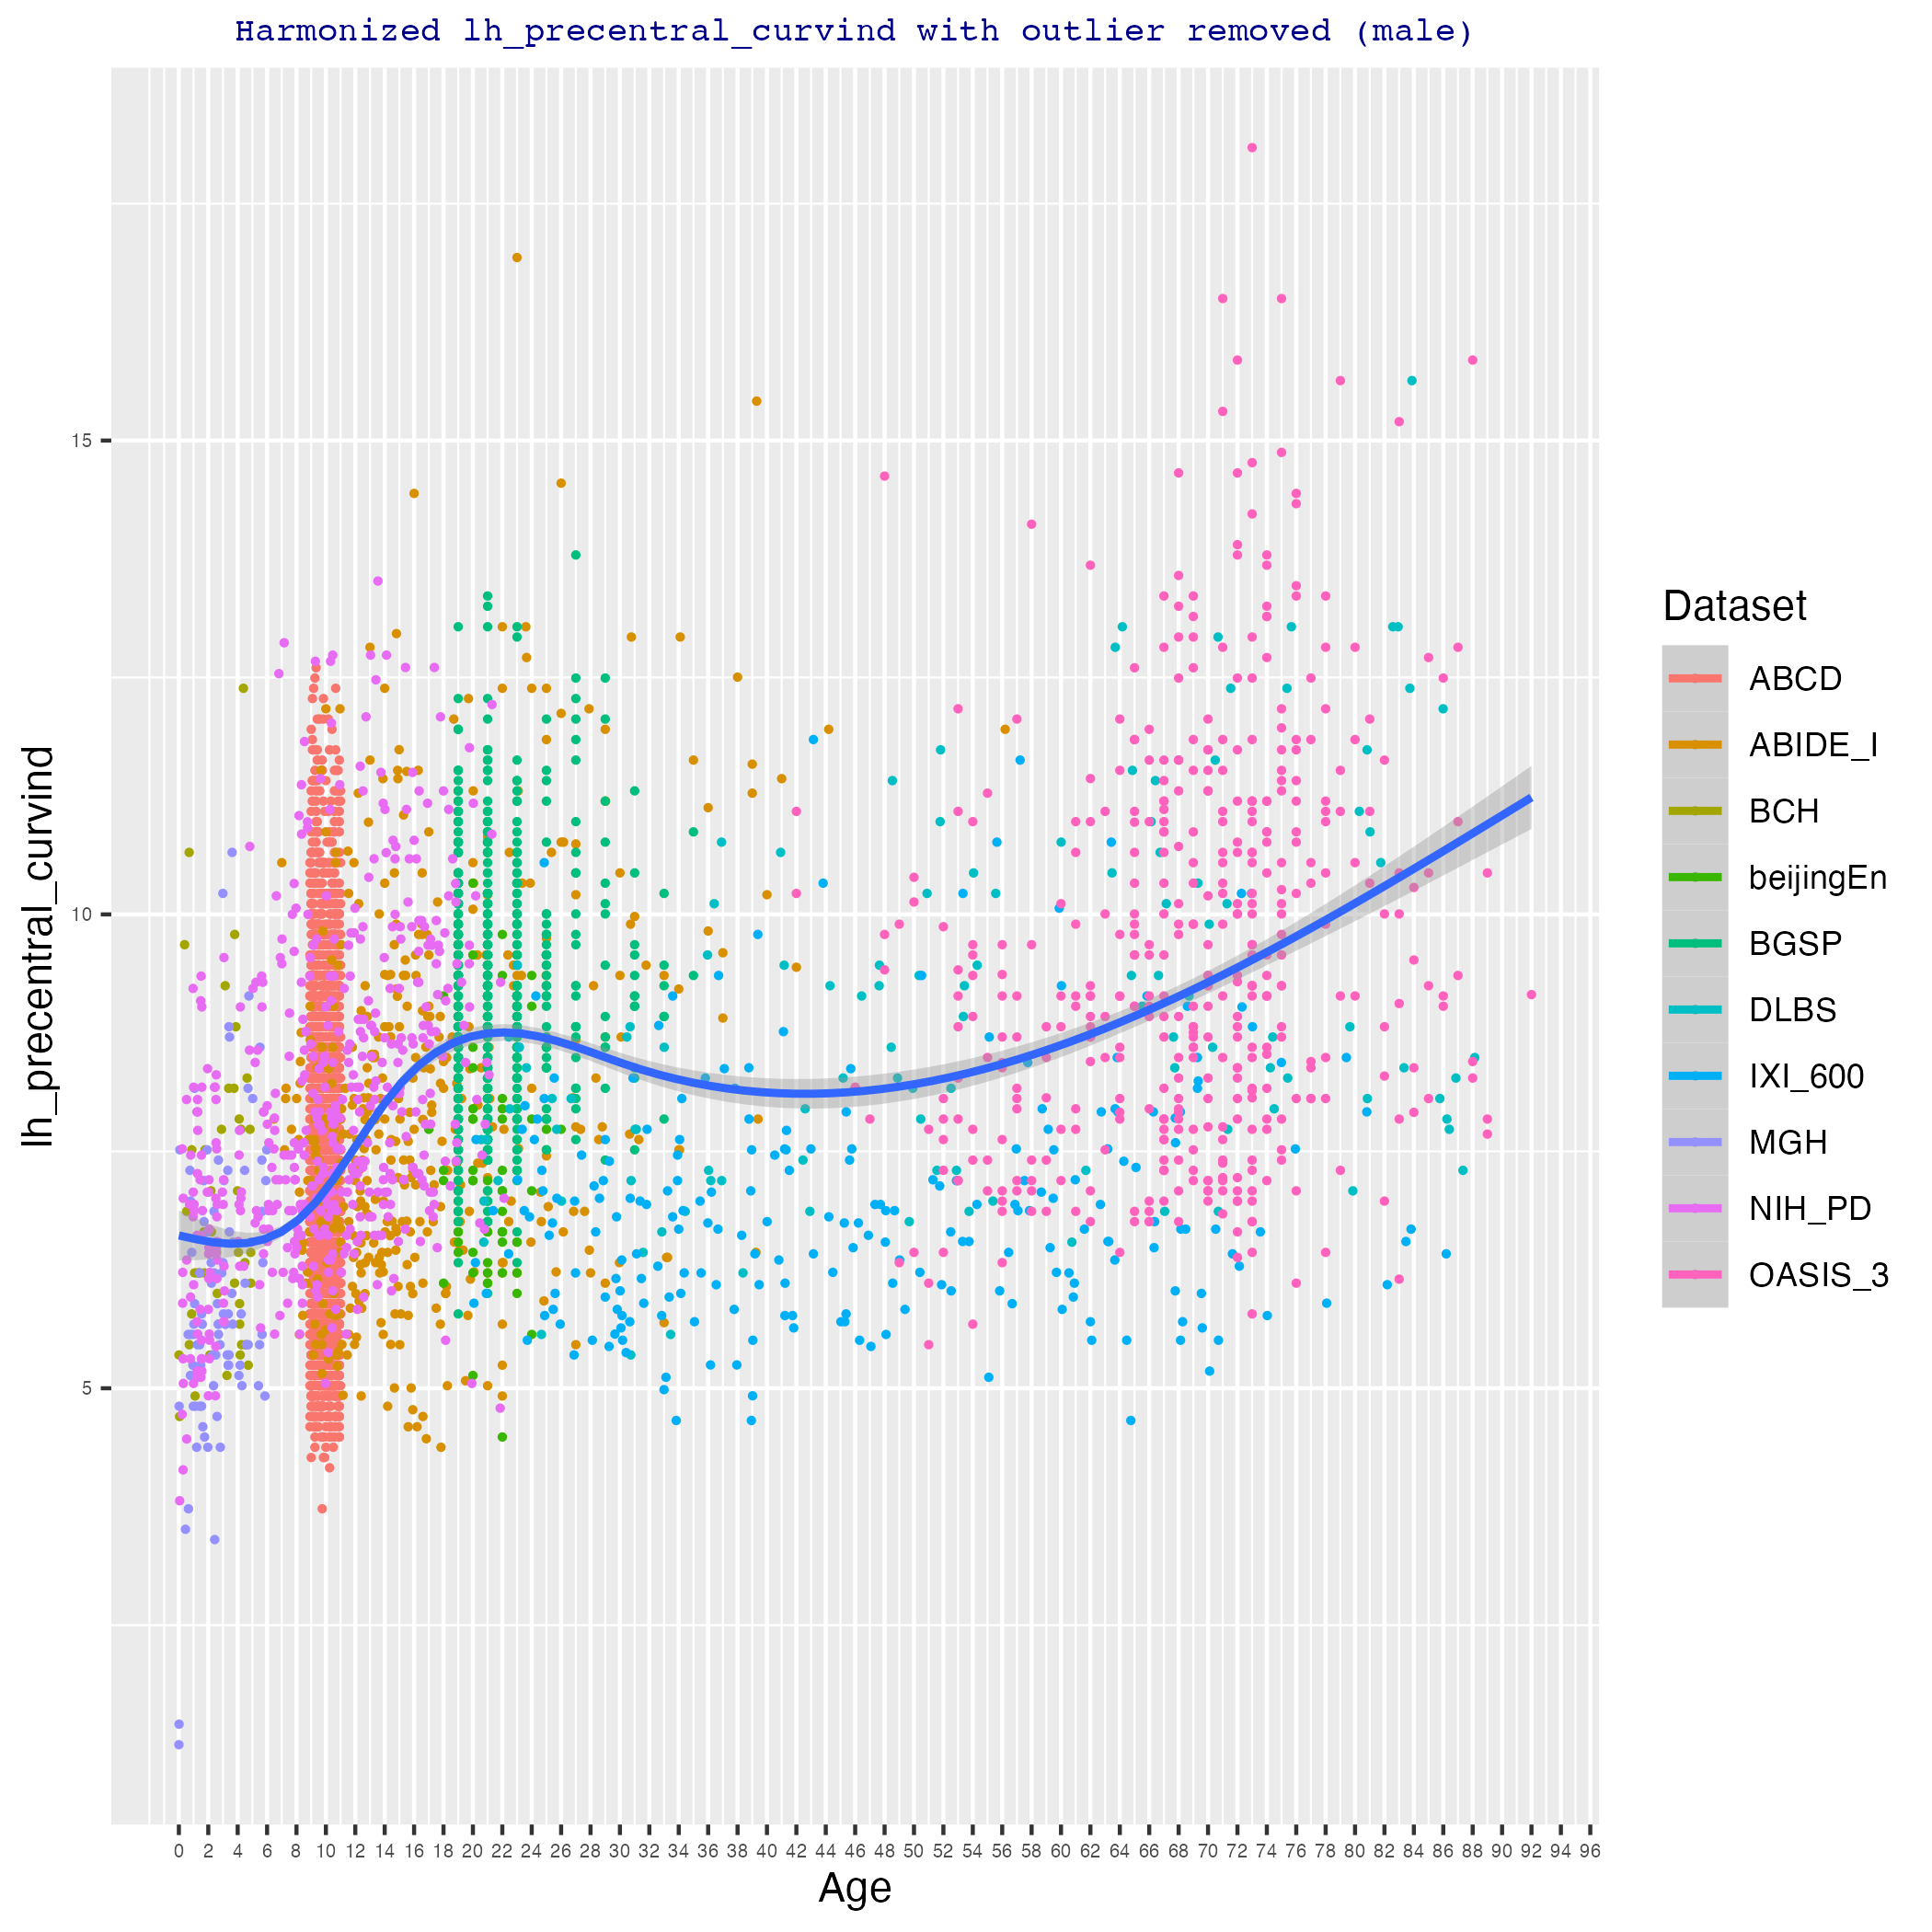 Harmonized lh_precentral_curvind with outlier removed (male)
lh_precentral_curvind
15
10
5
0 2 4 6 8 10 12 14 16 18 20 22 24 26 28 30 32 34 36 38 40 42 44 46 48 50 52 54 56 58 60 62 64 66 68 70 72 74 76 78 80 82 84 86 88 90 92 94 96
Age
Dataset
ABCD
ABIDE_I
BCH
beijingEn
BGSP
DLBS
IXI_600
MGH
NIH_PD
OASIS_3